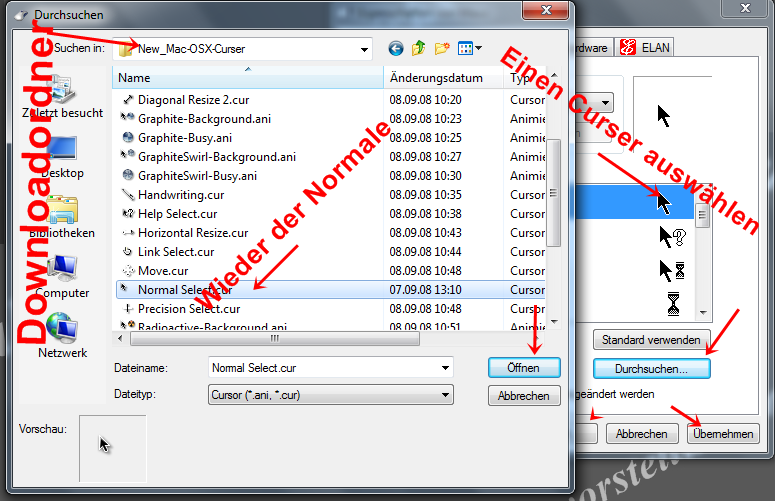 Durchsuchen
Suchen in:
New_Mac-OSX-Curser
Name
Änderungsdatum
Typ
Diagonal Resize 2.cur 08.09.08 10:20 Cursor
Graphite-Background.ani 08.09.08 10:23 Animie
Graphite-Busy.ani 08.09.08 10:25 Animie
GraphiteSwirl-Background.ani 08.09.08 10:27 Animie
GraphiteSwirl-Busy.ani 08.09.08 10:30 Animie
Handwriting.cur 08.09.08 10:35 Cursor
Help Select.cur 08.09.08 10:38 Cursor
Horizontal Resize.cur 08.09.08 10:43 Cursor
Link Select.cur 08.09.08 10:44 Cursor
Move.cur 08.09.08 10:48 Cursor
Normal Select.cur 07.09.08 13:10 Cursor
Precision Select.cur 08.09.08 10:48 Cursor
Radioactive-Background.ani 08.09.08 10:51 Animie
Zuletzt besucht
Desktop
Bibliotheken
Computer
Netzwerk
Dateiname:
Normal Select.cur
Öffnen
Dateityp:
Cursor (*.ani, *.cur)
Abbrechen
Vorschau:
Downloadordner
Wieder der Normale
Einen Curser auswählen
rdware
ELAN
Standard verwenden
Durchsuchen...
geändert werden
Abbrechen
Übernehmen